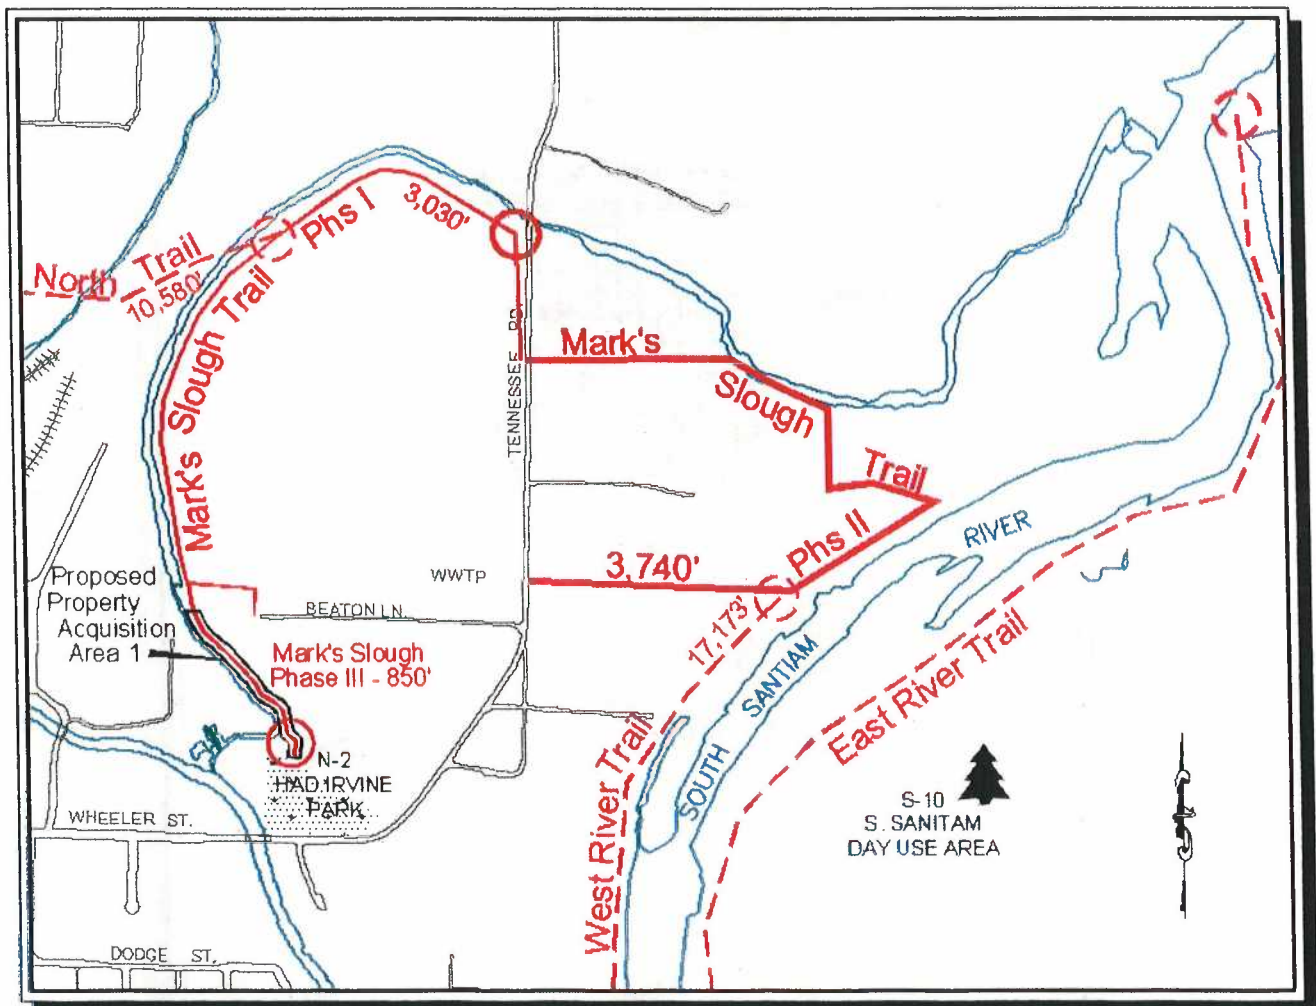 North Trail
10,580'
Mark's Slough Trail Phs I
3,030'
TENNESSEE RD
Mark's
Slough
Trail
Phs II
3,740'
WWTP
BEATON LN.
Proposed
Property
Acquisition
Area 1
Mark's Slough
Phase III - 850'
N-2
HAD IRVINE
PARK
WHEELER ST.
DODGE ST.
17,173'
West River Trail
SOUTH SANTIAM RIVER
East River Trail
S-10
S. SANITAM
DAY USE AREA